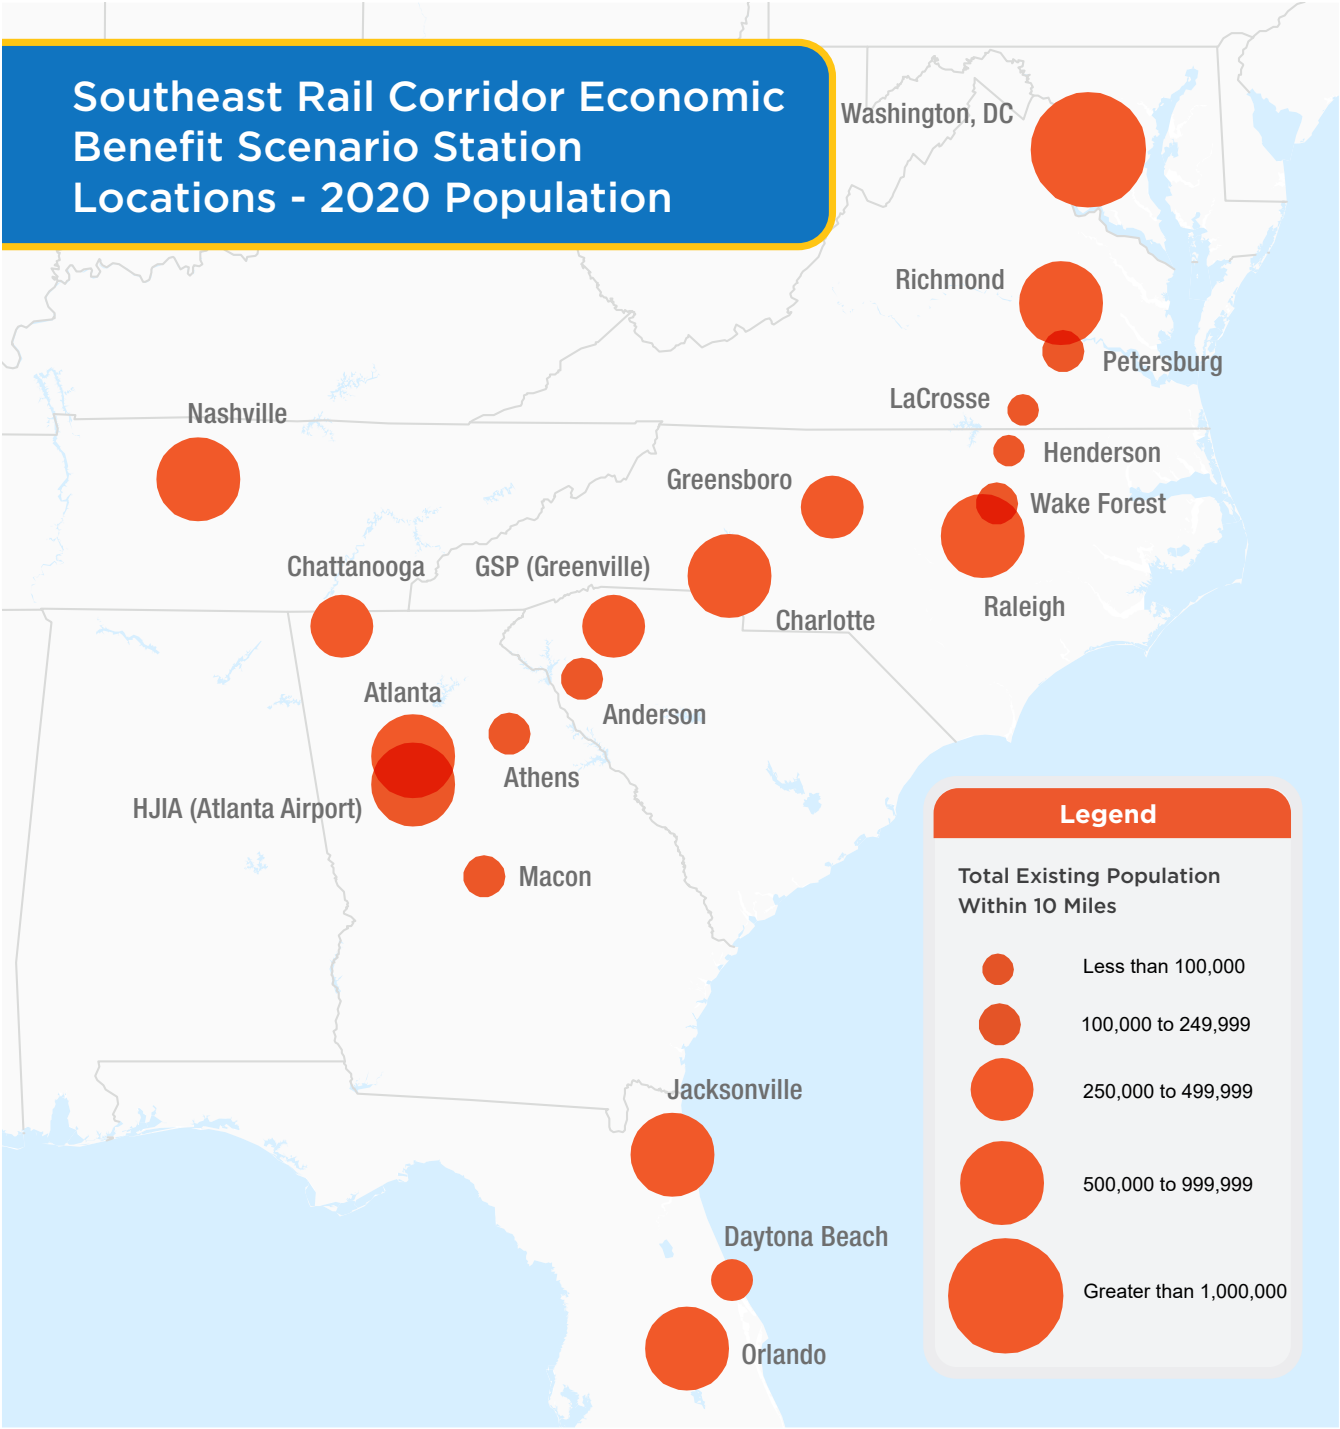 Southeast Rail Corridor Economic
Benefit Scenario Station
Locations - 2020 Population
Washington, DC
Richmond
Petersburg
LaCrosse
Nashville
Henderson
Greensboro
Wake Forest
Chattanooga
GSP (Greenville)
Raleigh
Charlotte
Atlanta
Anderson
Athens
HJIA (Atlanta Airport)
Macon
Jacksonville
Daytona Beach
Orlando
Legend
Total Existing Population
Within 10 Miles
Less than 100,000
100,000 to 249,999
250,000 to 499,999
500,000 to 999,999
Greater than 1,000,000